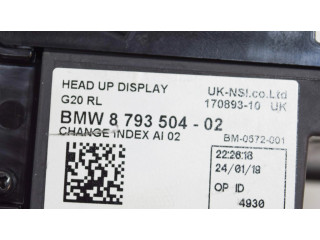 HEAD UP DISPLAY
G20 RL
UK-NSI.co.Ltd
170893-10 UK
BMW 8 793 504 - 02
CHANGE INDEX AI 02
BM-0572-001
22:26:18
24/01/19
OP ID
4930